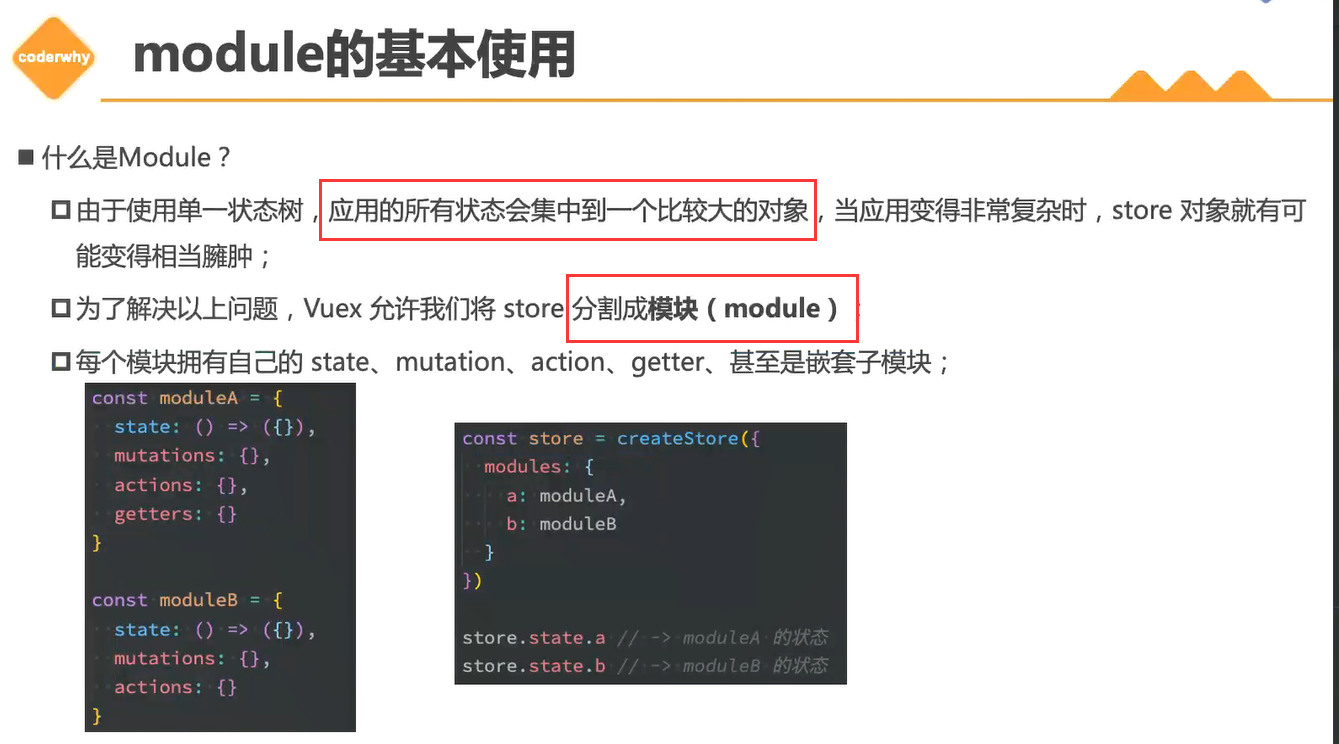 coderwhy
module的基本使用
什么是Module？
由于使用单一状态树，应用的所有状态会集中到一个比较大的对象，当应用变得非常复杂时，store 对象就有可
能变得相当臃肿；
为了解决以上问题，Vuex 允许我们将 store 分割成模块（module）；
每个模块拥有自己的 state、mutation、action、getter、甚至是嵌套子模块；
const moduleA = {
state: () => ({}),
mutations: {},
actions: {},
getters: {}
}
const moduleB = {
state: () => ({}),
mutations: {},
actions: {}
}
const store = createStore({
modules: {
a: moduleA,
b: moduleB
}
})
store.state.a // -> moduleA 的状态
store.state.b // -> moduleB 的状态